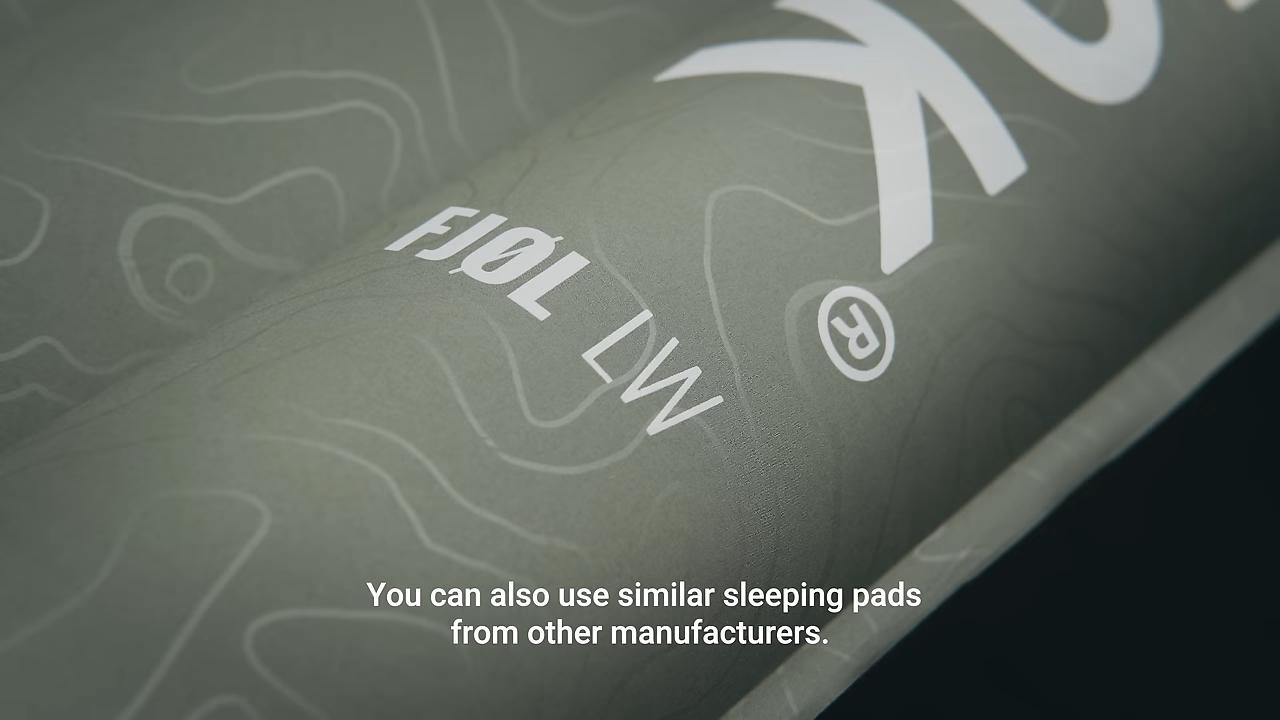 K
®
FJØL LW
You can also use similar sleeping pads
from other manufacturers.